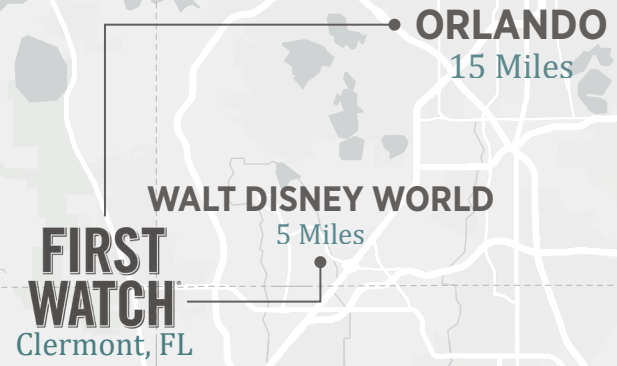 ORLANDO
15 Miles
WALT DISNEY WORLD
5 Miles
FIRST
WATCH
Clermont, FL